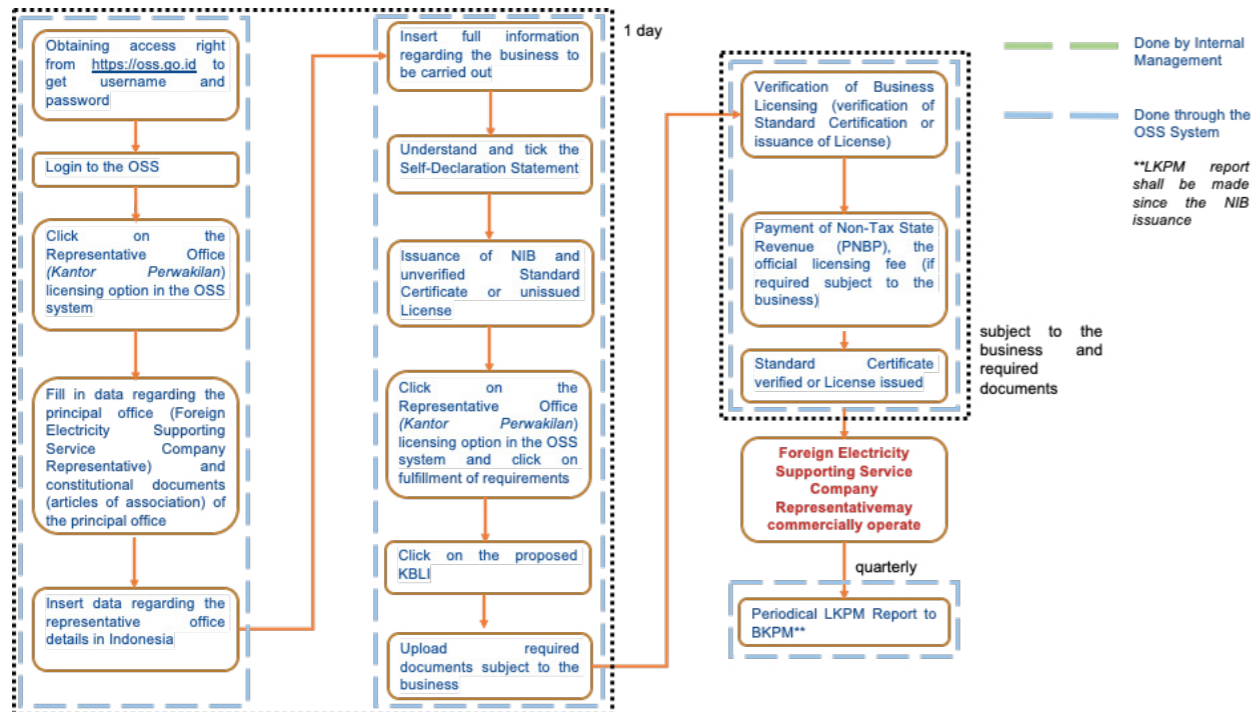 Obtaining access right
from https://oss.go.id to
get username and
password
Login to the OSS
Click on the
Representative Office
(Kantor Perwakilan)
licensing option in the OSS
system
Fill in data regarding the
principal office (Foreign
Electricity Supporting
Service Company
Representative) and
constitutional documents
(articles of association) of
the principal office
Insert data regarding the
representative office
details in Indonesia
Insert full information
regarding the business to
be carried out
Understand and tick the
Self-Declaration Statement
Issuance of NIB and
unverified Standard
Certificate or unissued
License
Click on the
Representative Office
(Kantor Perwakilan)
licensing option in the OSS
system and click on
fulfillment of requirements
Click on the proposed
KBLI
Upload required
documents subject to the
business
1 day
Verification of Business
Licensing (verification of
Standard Certification or
issuance of License)
Payment of Non-Tax State
Revenue (PNBP), the
official licensing fee (if
required subject to the
business)
Standard Certificate
verified or License issued
subject to the
business and
required
documents
Foreign Electricity
Supporting Service
Company
Representativemay
commercially operate
quarterly
Periodical LKPM Report to
BKPM**
Done by Internal
Management
Done through the
OSS System
**LKPM report
shall be made
since the NIB
issuance